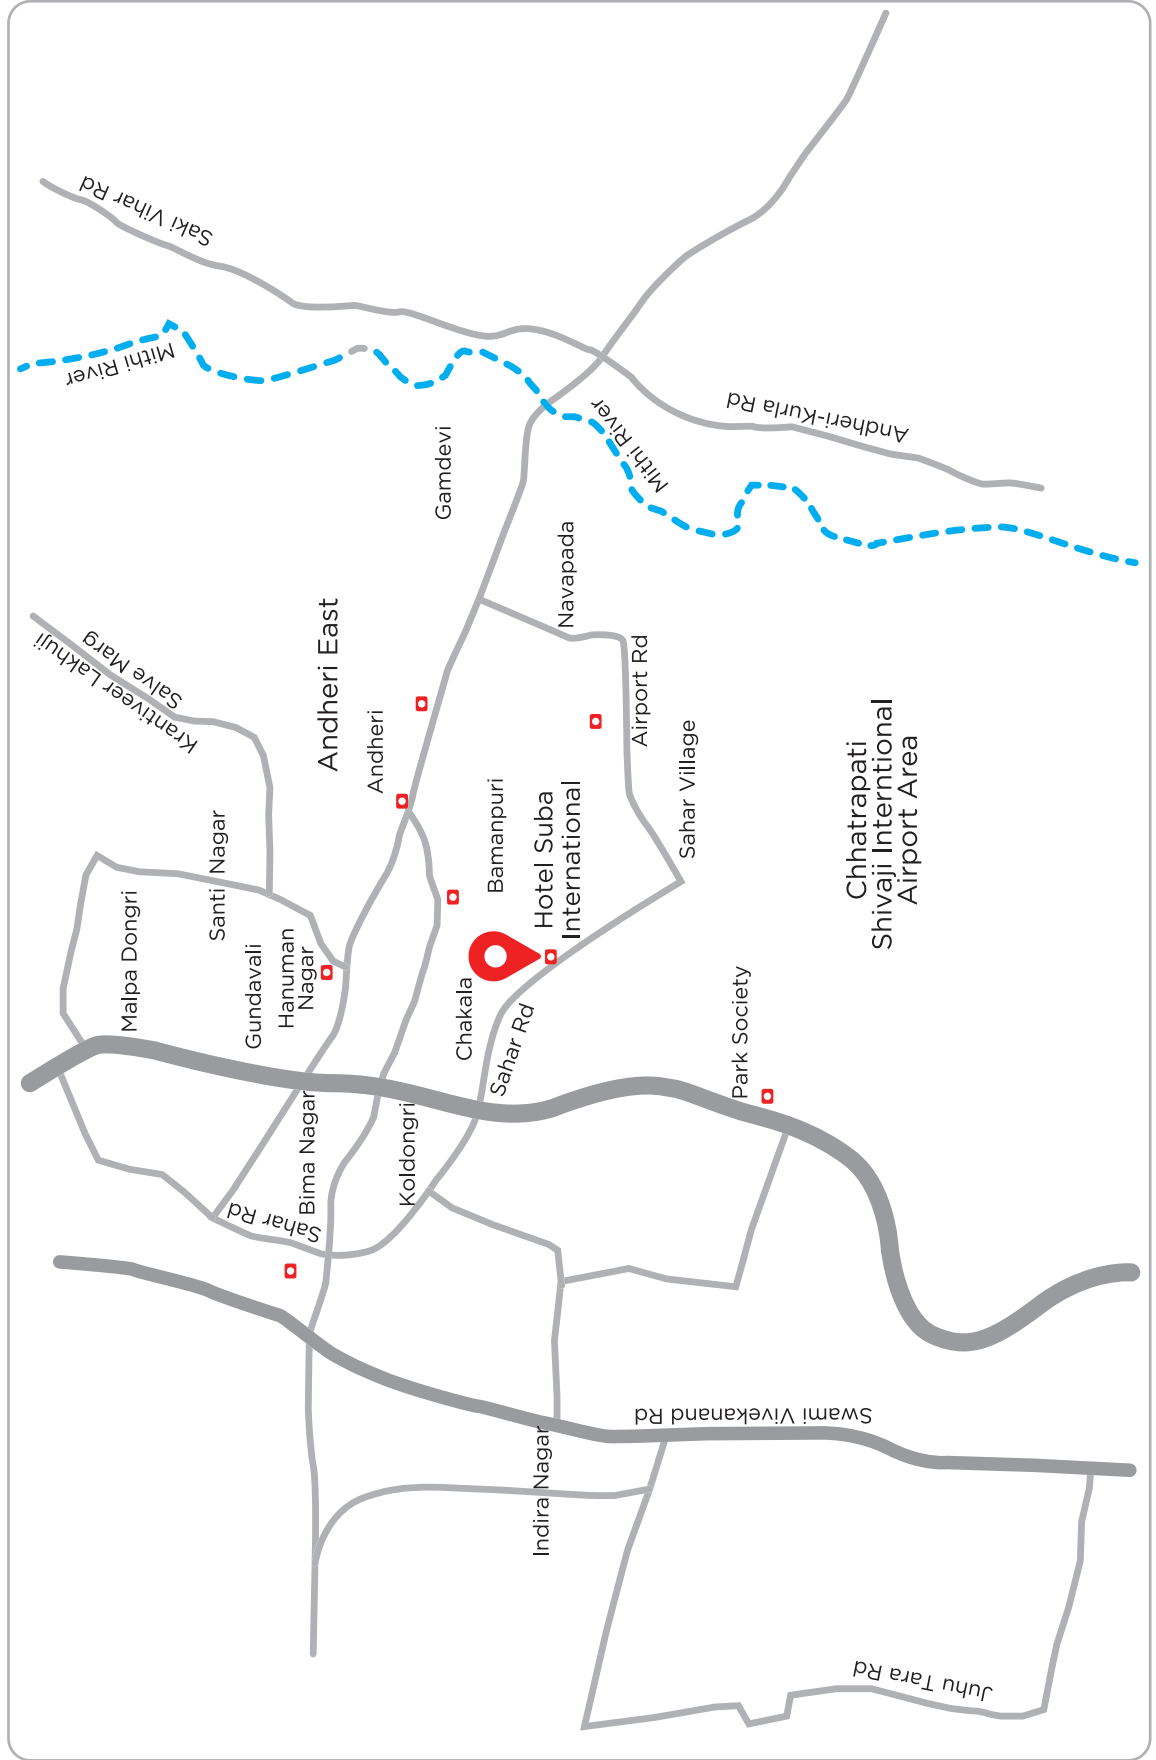 Saki Vihar Rd
Mithi River
Gamdevi
Mithi River
Andheri-Kurla Rd
Navapada
Krantiveer Lakhuji
Salve Marg
Andheri East
Andheri
Airport Rd
Sahar Village
Santi Nagar
Bamanpuri
Hotel Suba
International
Chhatrapati
Shivaji Interntional
Airport Area
Malpa Dongri
Gundavali
Hanuman
Nagar
Chakala
Sahar Rd
Park Society
Bima Nagar
Koldongri
Sahar Rd
Swami Vivekanand Rd
Indira Nagar
Juhu Tara Rd